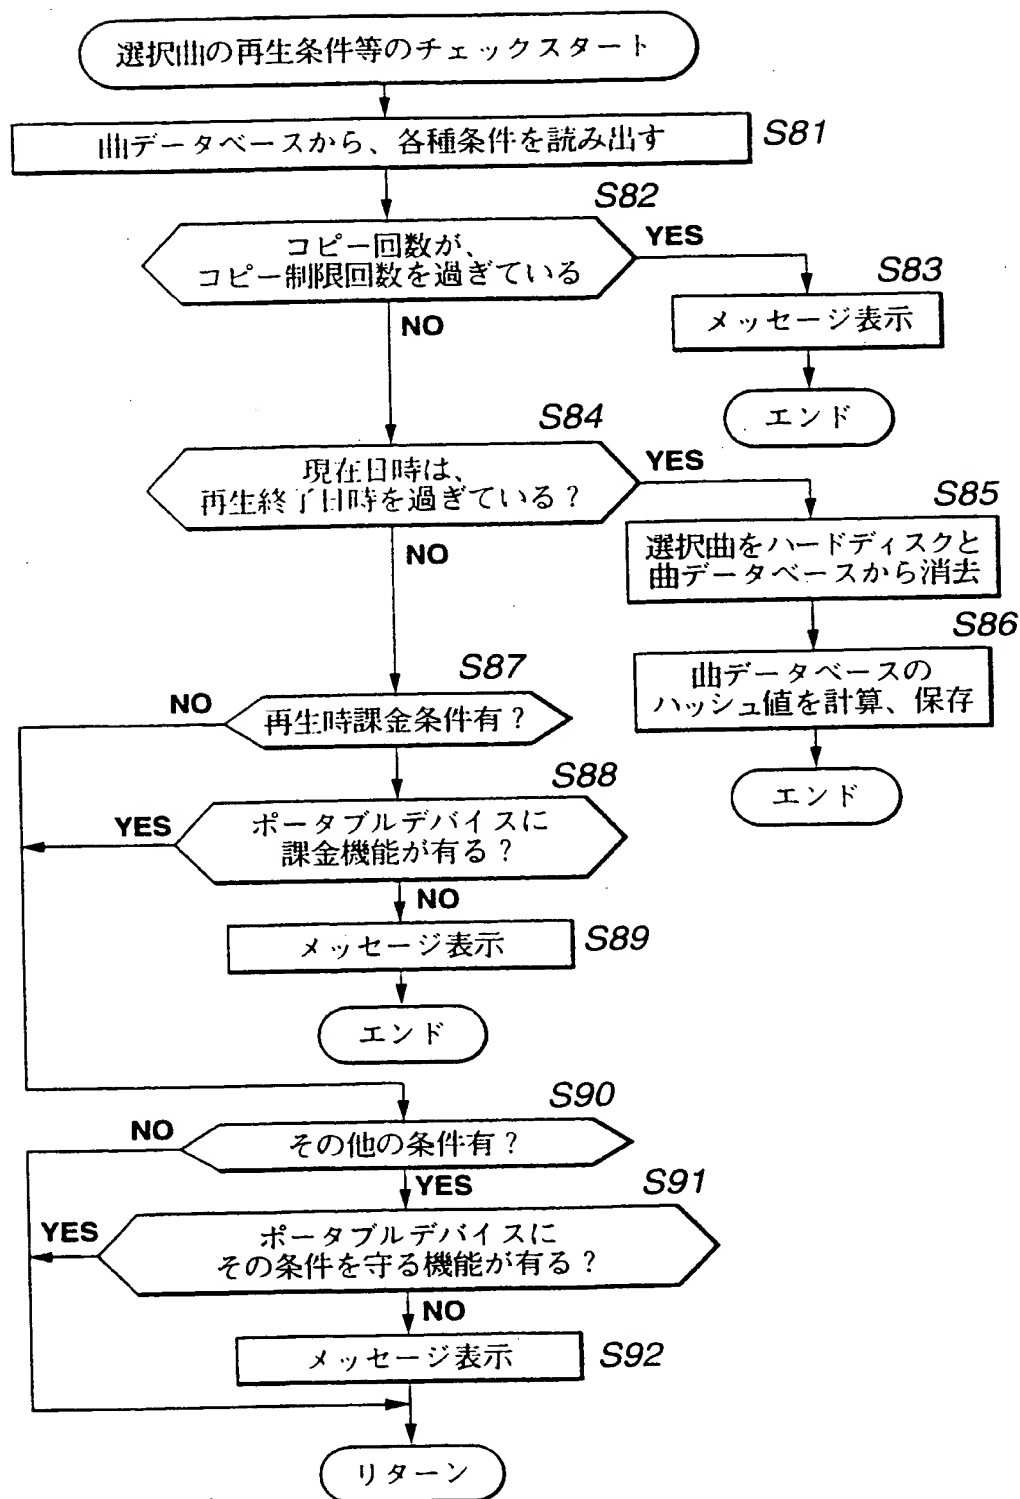 選択曲の再生条件等のチェックスタート
曲データベースから、各種条件を読み出す
S81
S82
コピー回数が、
コピー制限回数を過ぎている
YES
NO
S83
メッセージ表示
エンド
S84
現在日時は、
再生終了日時を過ぎている？
YES
NO
S85
選択曲をハードディスクと
曲データベースから消去
S86
曲データベースの
ハッシュ値を計算、保存
エンド
S87
再生時課金条件有？
NO
S88
ポータブルデバイスに
課金機能が有る？
YES
NO
メッセージ表示
S89
エンド
S90
その他の条件有？
NO
YES
S91
ポータブルデバイスに
その条件を守る機能が有る？
YES
NO
メッセージ表示
S92
リターン